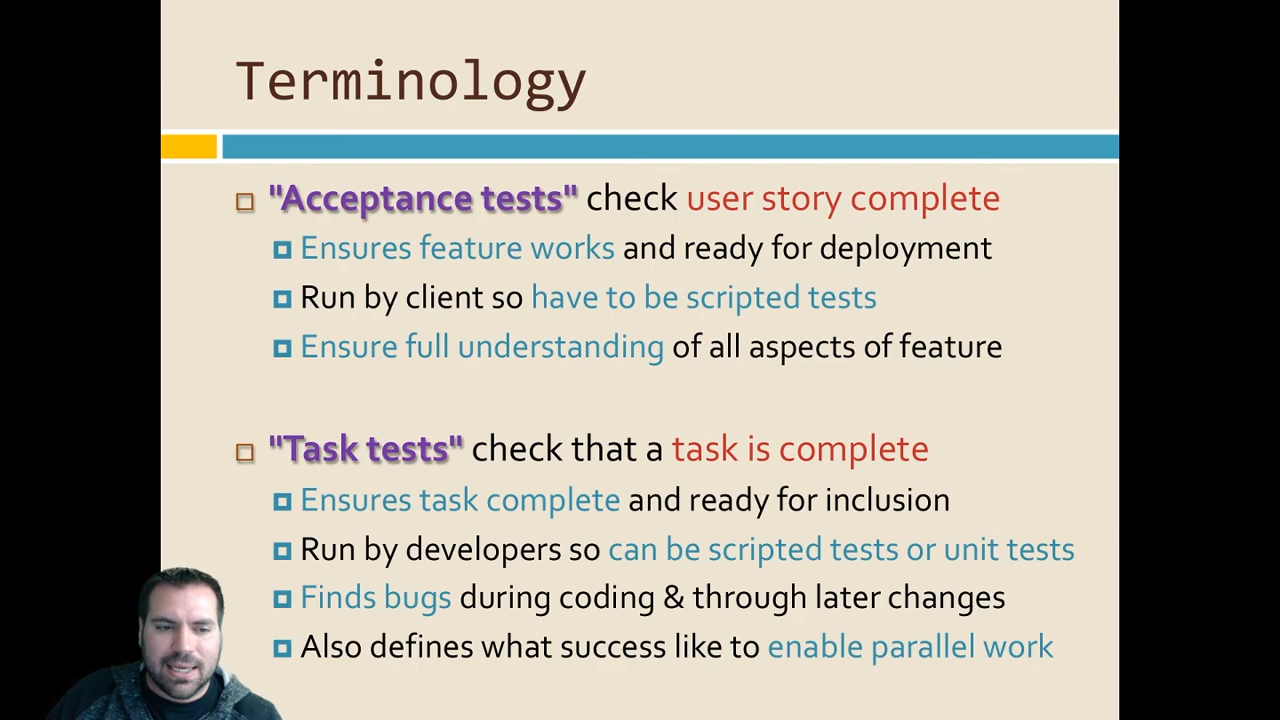 Terminology
"Acceptance tests" check user story complete
Ensures feature works and ready for deployment
Run by client so have to be scripted tests
Ensure full understanding of all aspects of feature
"Task tests" check that a task is complete
Ensures task complete and ready for inclusion
Run by developers so can be scripted tests or unit tests
Finds bugs during coding & through later changes
Also defines what success like to enable parallel work